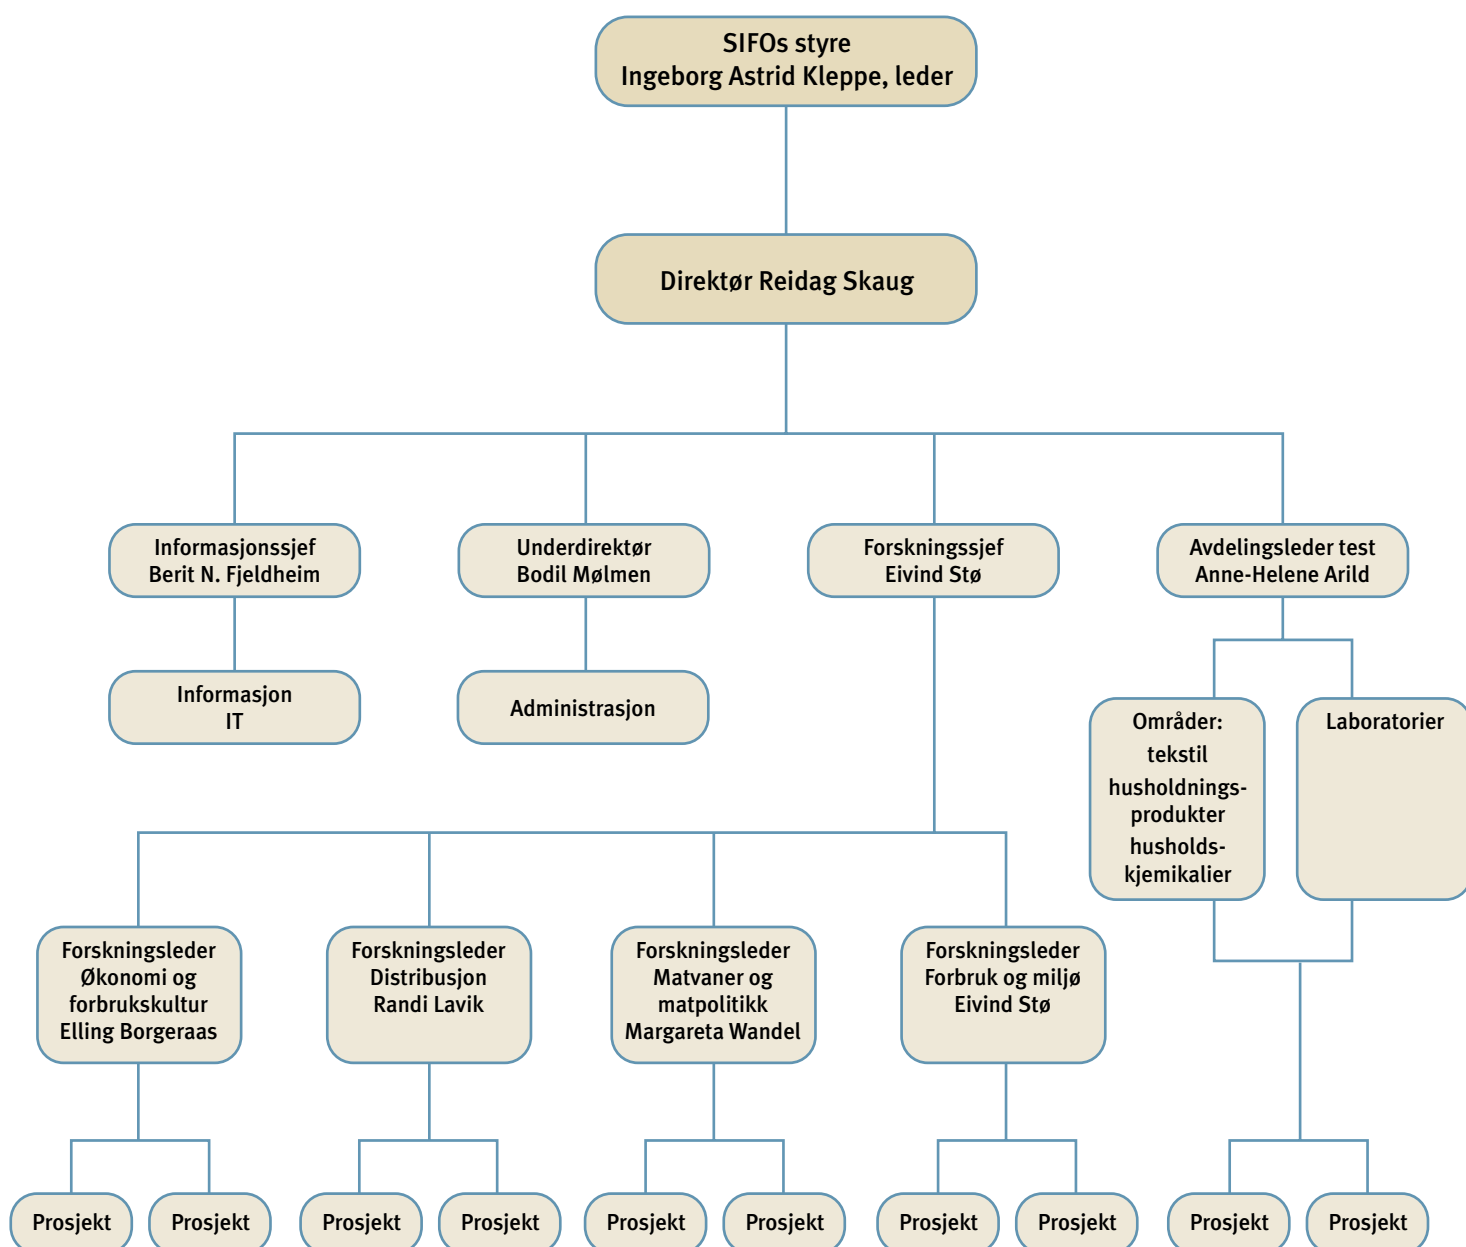 SIFOs styre
Ingeborg Astrid Kleppe, leder
Direktør Reidag Skaug
Informasjonssjef
Berit N. Fjeldheim
Underdirektør
Bodil Mølmen
Forskningssjef
Eivind Stø
Avdelingsleder test
Anne-Helene Arild
Informasjon
IT
Administrasjon
Områder:
tekstil
husholdnings-
produkter
husholds-
kjemikalier
Laboratorier
Forskningsleder
Økonomi og
forbrukskultur
Elling Borgeraas
Forskningsleder
Distribusjon
Randi Lavik
Forskningsleder
Matvaner og
matpolitikk
Margareta Wandel
Forskningsleder
Forbruk og miljø
Eivind Stø
Prosjekt
Prosjekt
Prosjekt
Prosjekt
Prosjekt
Prosjekt
Prosjekt
Prosjekt
Prosjekt
Prosjekt